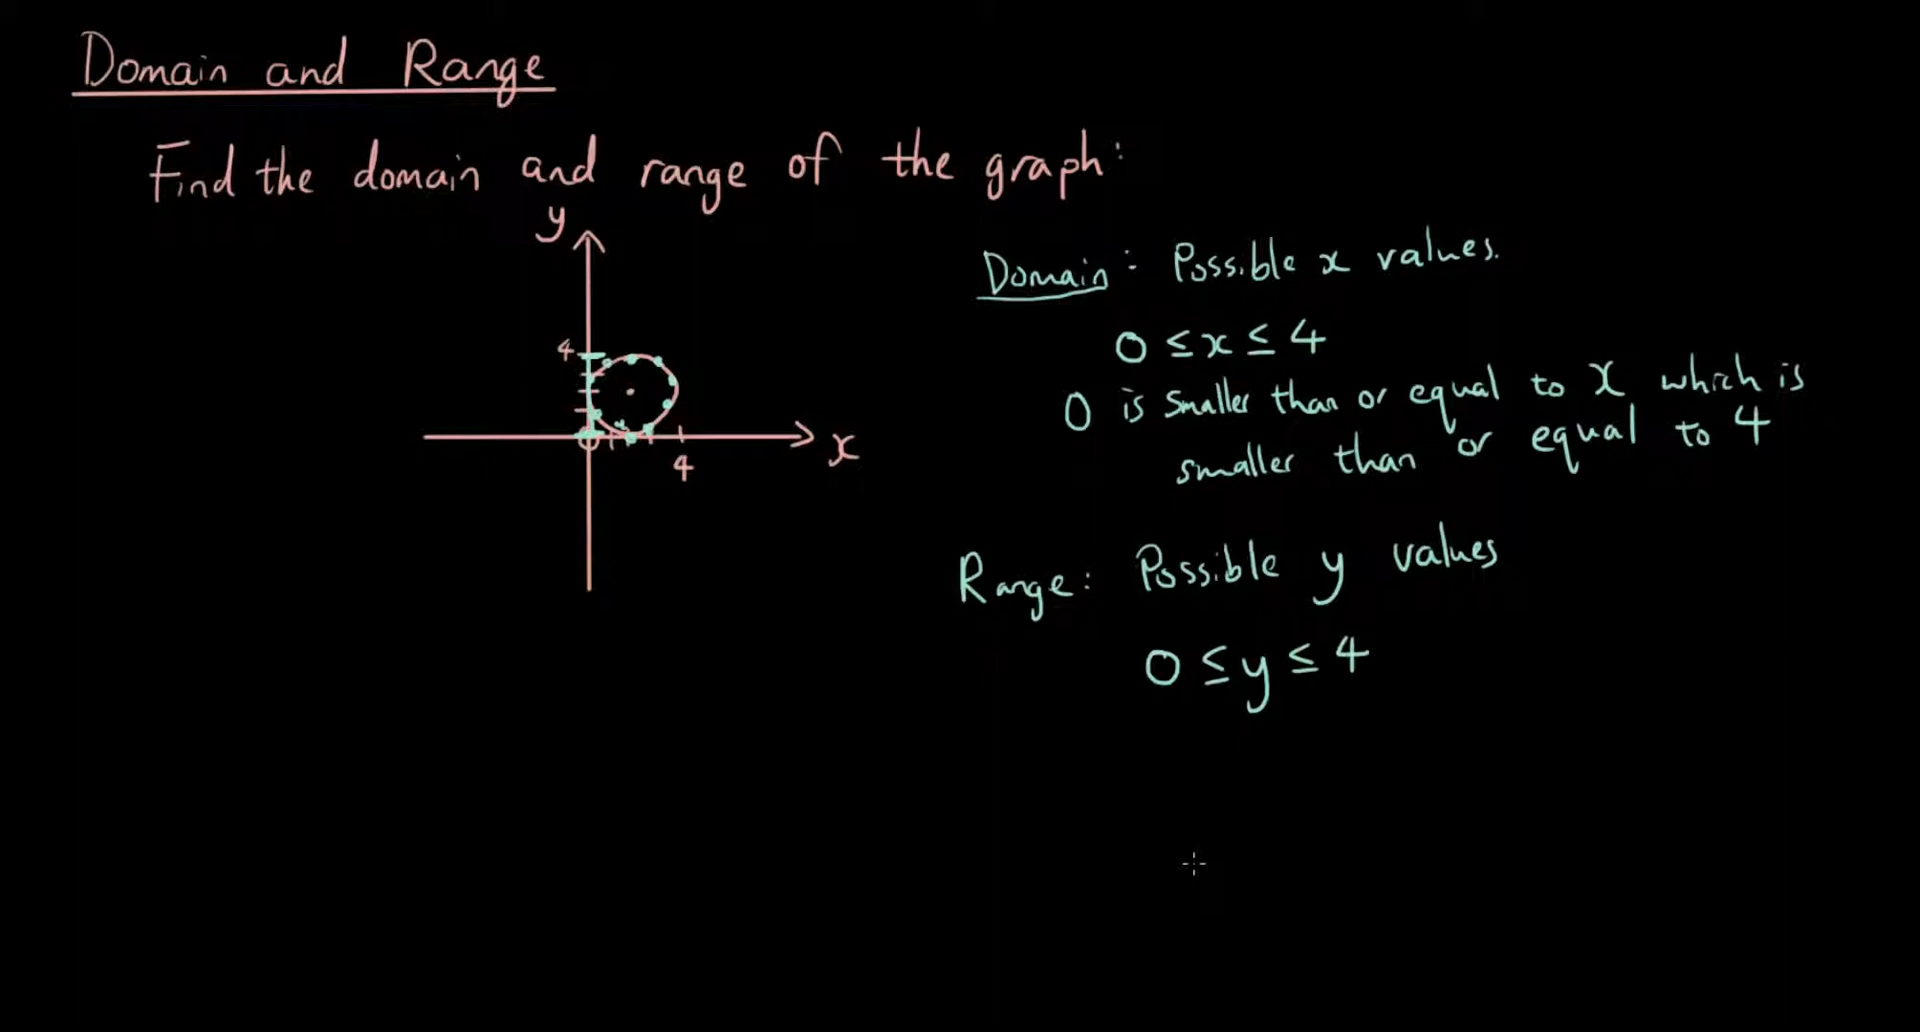 Domain and Range
Find the domain and range of the graph:
y
4
x
4
Domain: Possible x values.
0 ≤ x ≤ 4
0 is smaller than or equal to x which is
smaller than or equal to 4
Range: Possible y values
0 ≤ y ≤ 4